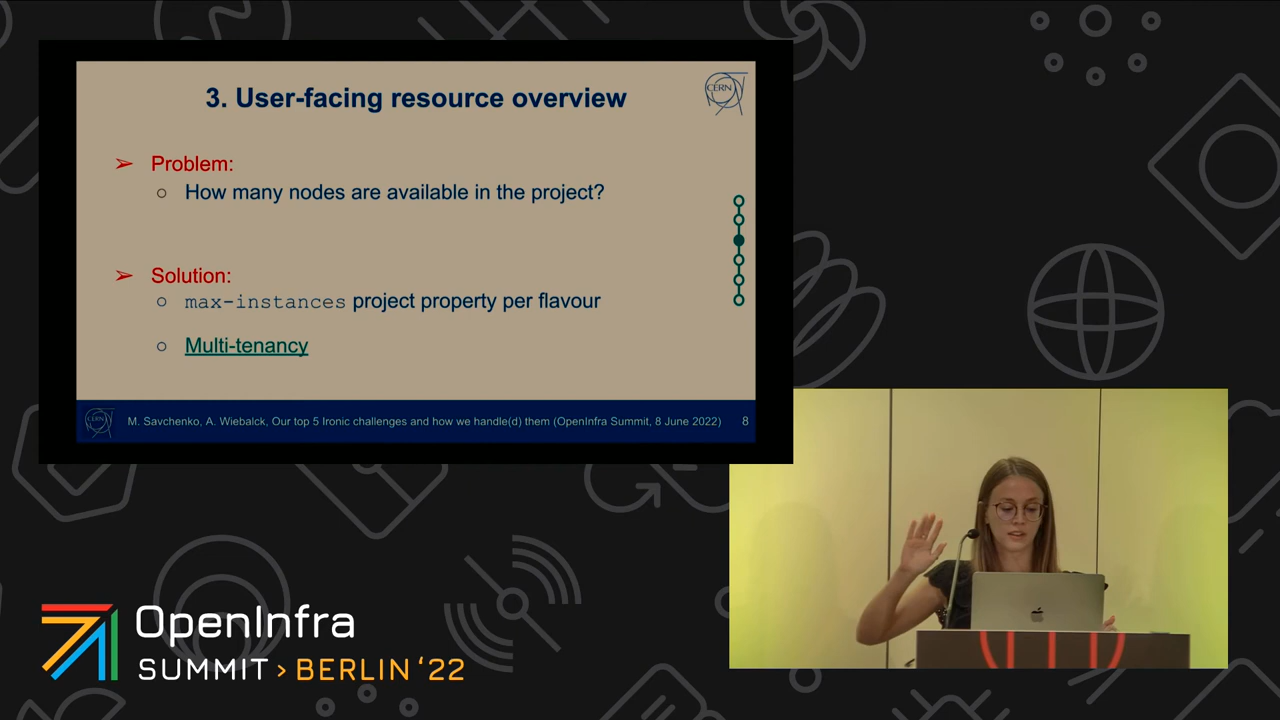 3. User-facing resource overview
CERN
➢ Problem:
○ How many nodes are available in the project?
➢ Solution:
○ max-instances project property per flavour
○ Multi-tenancy
CERN
M. Savchenko, A. Wiebalck, Our top 5 Ironic challenges and how we handle(d) them (OpenInfra Summit, 8 June 2022) 8
OpenInfra
SUMMIT > BERLIN ‘22